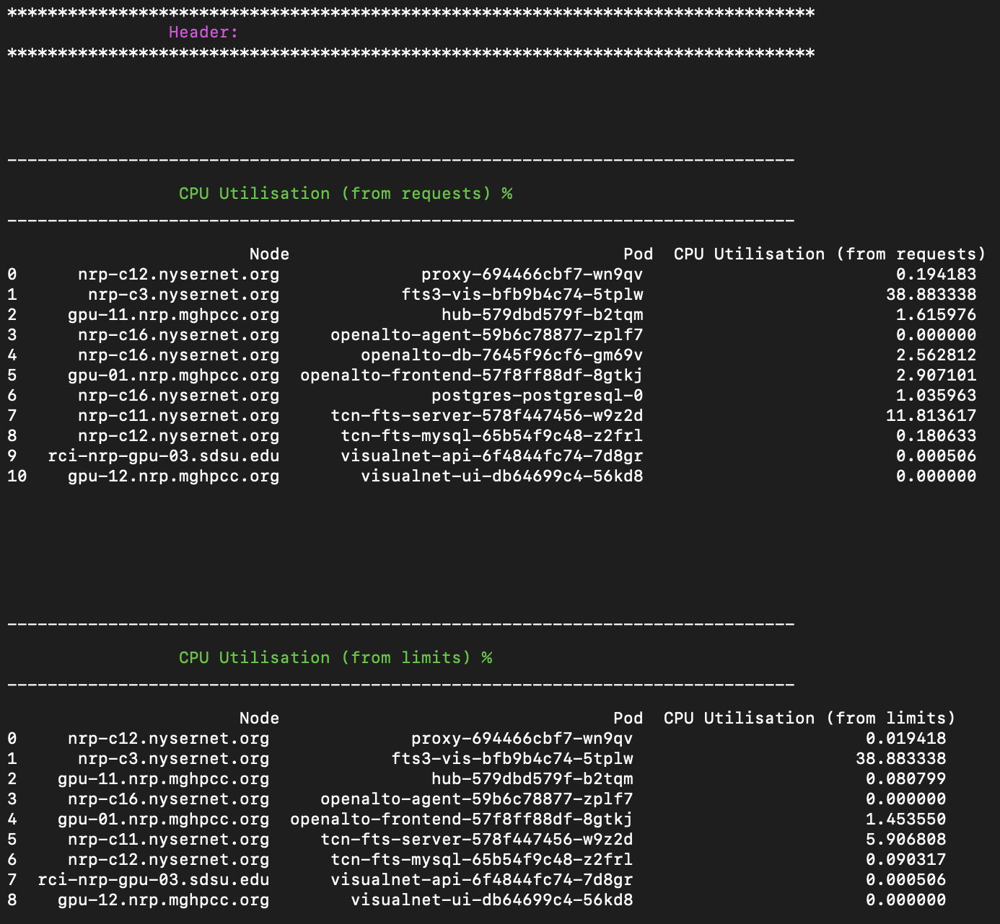 ********************************************************************************
Header:
********************************************************************************
------------------------------------------------------------------------------
CPU Utilisation (from requests) %
------------------------------------------------------------------------------
Node Pod CPU Utilisation (from requests)
0 nrp-c12.nysernet.org proxy-694466cbf7-wn9qv 0.194183
1 nrp-c3.nysernet.org fts3-vis-bfb9b4c74-5tplw 38.883338
2 gpu-11.nrp.mghpcc.org hub-579dbd579f-b2tqm 1.615976
3 nrp-c16.nysernet.org openalto-agent-59b6c78877-zplf7 0.000000
4 nrp-c16.nysernet.org openalto-db-7645f96cf6-gm69v 2.562812
5 gpu-01.nrp.mghpcc.org openalto-frontend-57f8ff88df-8gtkj 2.907101
6 nrp-c16.nysernet.org postgres-postgresql-0 1.035963
7 nrp-c11.nysernet.org tcn-fts-server-578f447456-w9z2d 11.813617
8 nrp-c12.nysernet.org tcn-fts-mysql-65b54f9c48-z2frl 0.180633
9 rci-nrp-gpu-03.sdsu.edu visualnet-api-6f4844fc74-7d8gr 0.000506
10 gpu-12.nrp.mghpcc.org visualnet-ui-db64699c4-56kd8 0.000000
------------------------------------------------------------------------------
CPU Utilisation (from limits) %
------------------------------------------------------------------------------
Node Pod CPU Utilisation (from limits)
0 nrp-c12.nysernet.org proxy-694466cbf7-wn9qv 0.019418
1 nrp-c3.nysernet.org fts3-vis-bfb9b4c74-5tplw 38.883338
2 gpu-11.nrp.mghpcc.org hub-579dbd579f-b2tqm 0.080799
3 nrp-c16.nysernet.org openalto-agent-59b6c78877-zplf7 0.000000
4 gpu-01.nrp.mghpcc.org openalto-frontend-57f8ff88df-8gtkj 1.453550
5 nrp-c11.nysernet.org tcn-fts-server-578f447456-w9z2d 5.906808
6 nrp-c12.nysernet.org tcn-fts-mysql-65b54f9c48-z2frl 0.090317
7 rci-nrp-gpu-03.sdsu.edu visualnet-api-6f4844fc74-7d8gr 0.000506
8 gpu-12.nrp.mghpcc.org visualnet-ui-db64699c4-56kd8 0.000000